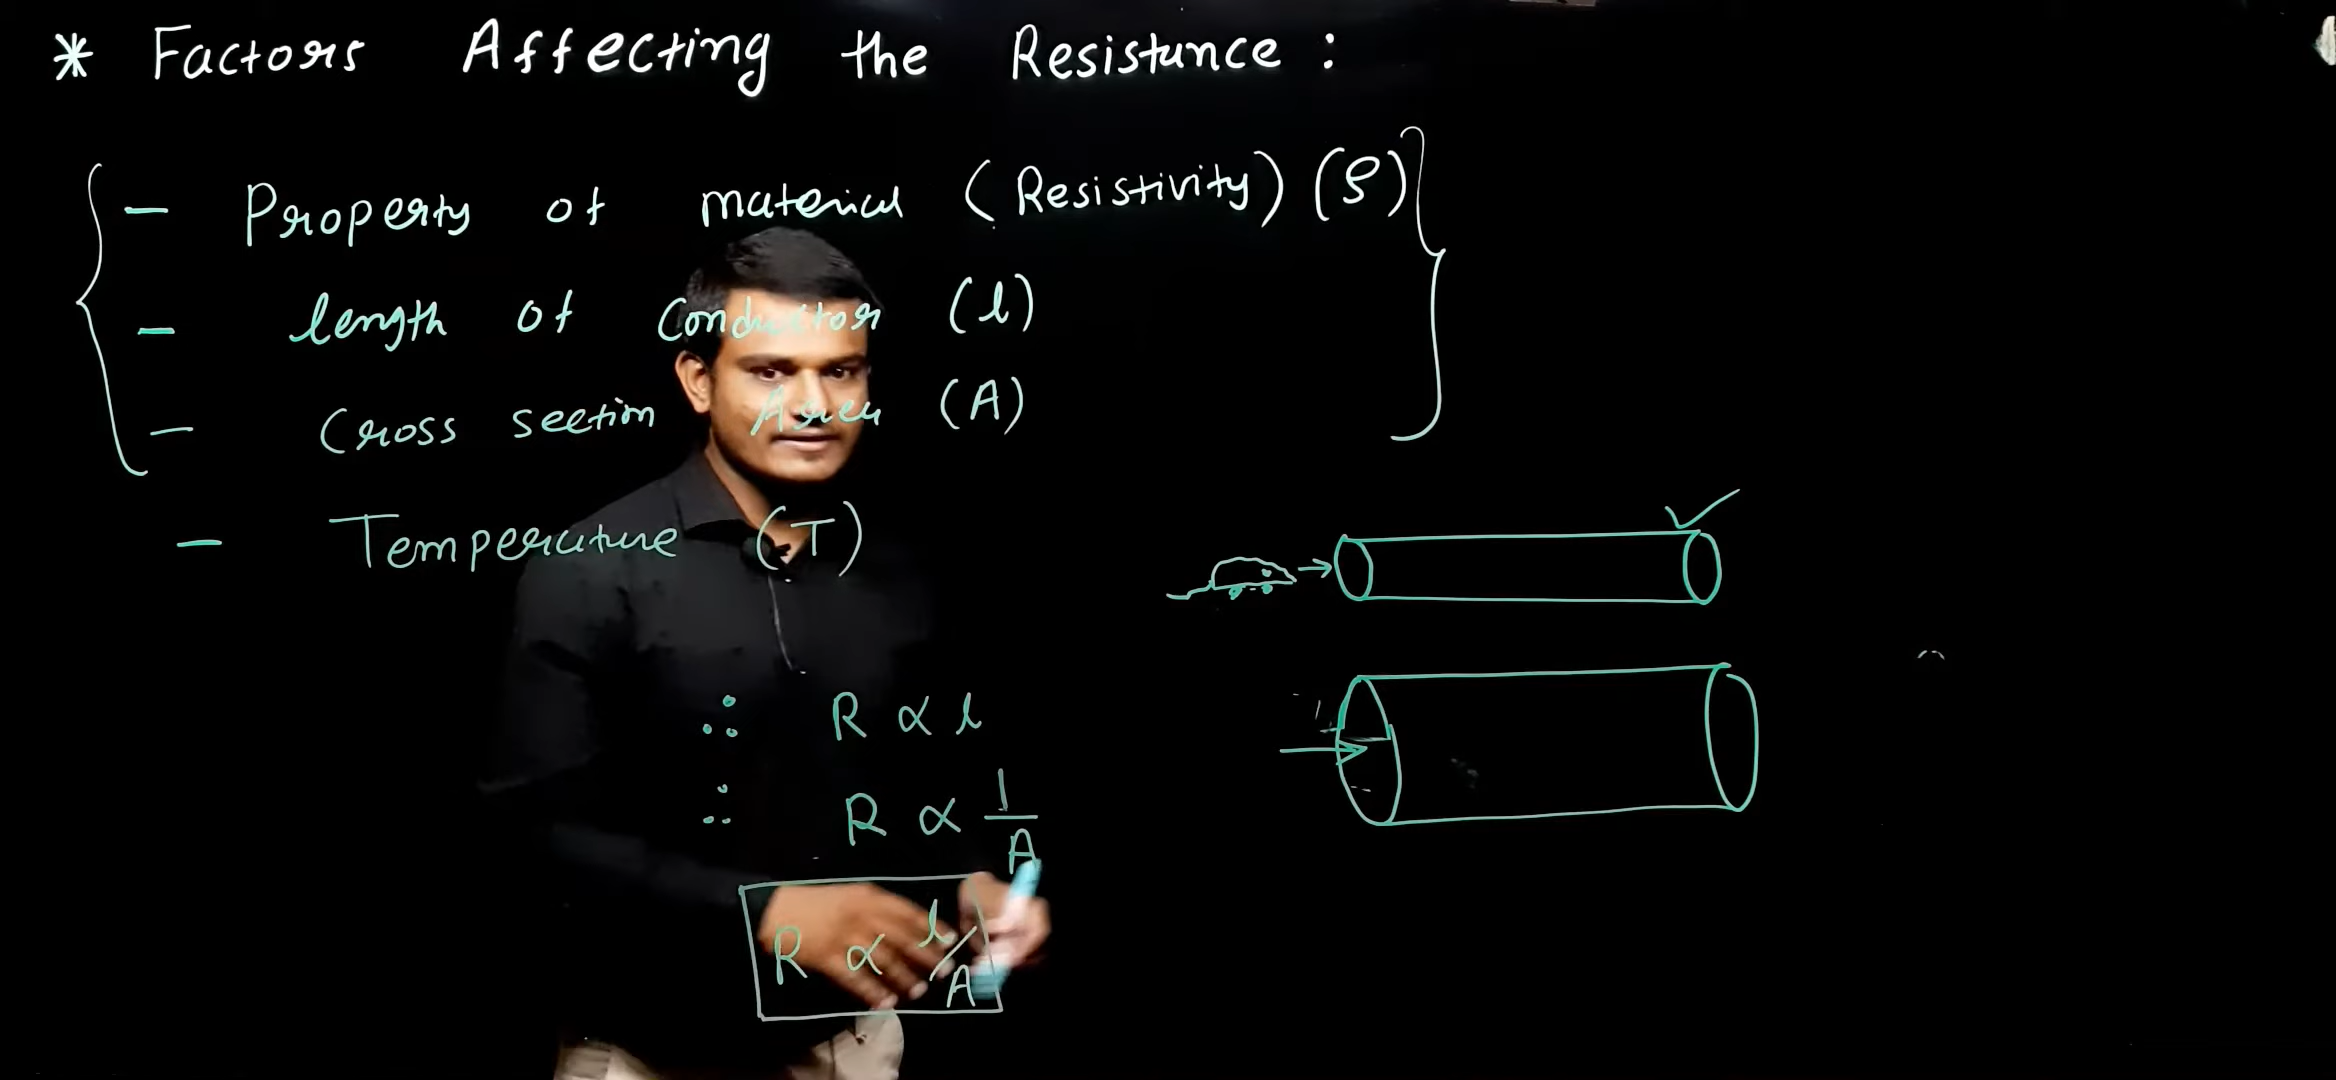 * Factors Affecting the Resistance :
- Property of material (Resistivity) (ρ)
- length of Conductor (l)
- Cross section Area (A)
- Temperature (T)
∴ R ∝ l
∴ R ∝ 1/A
R ∝ l/A